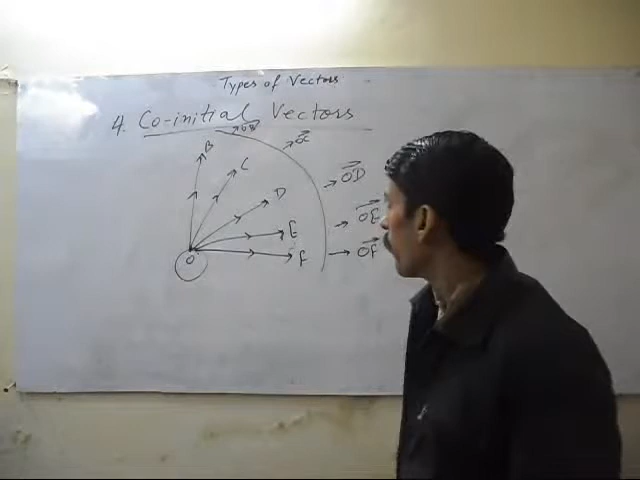 Types of Vectors
4. Co-initial Vectors
→ OB
→ OC
B
C
→ OD
D
→ OE
E
→ OF
F
O